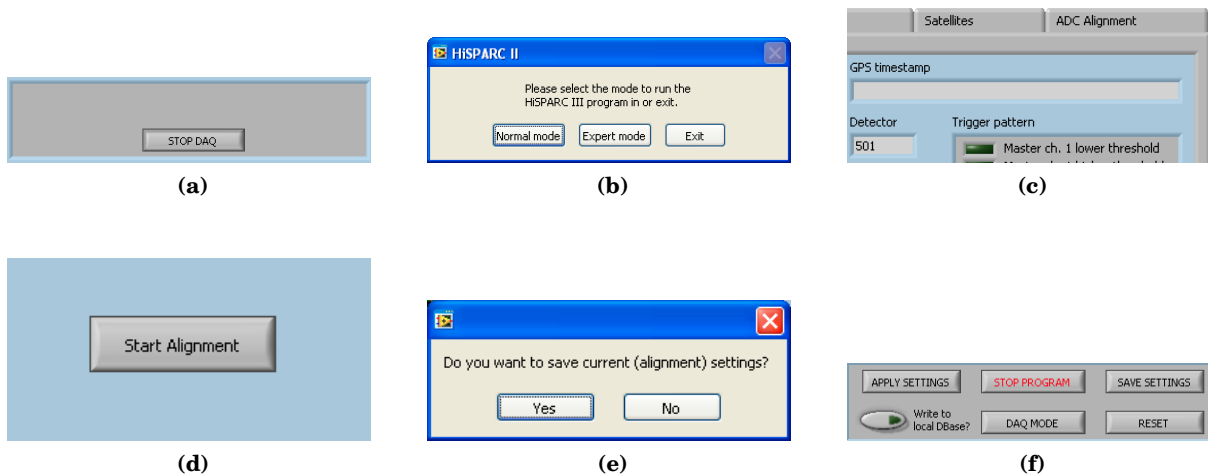 STOP DAQ
(a)
HiSPARC II
Please select the mode to run the
HiSPARC III program in or exit.
Normal mode Expert mode Exit
(b)
Satellites ADC Alignment
GPS timestamp
Detector Trigger pattern
501 Master ch. 1 lower threshold
(c)
Start Alignment
(d)
Do you want to save current (alignment) settings?
Yes No
(e)
APPLY SETTINGS STOP PROGRAM SAVE SETTINGS
Write to
local DBase? DAQ MODE RESET
(f)